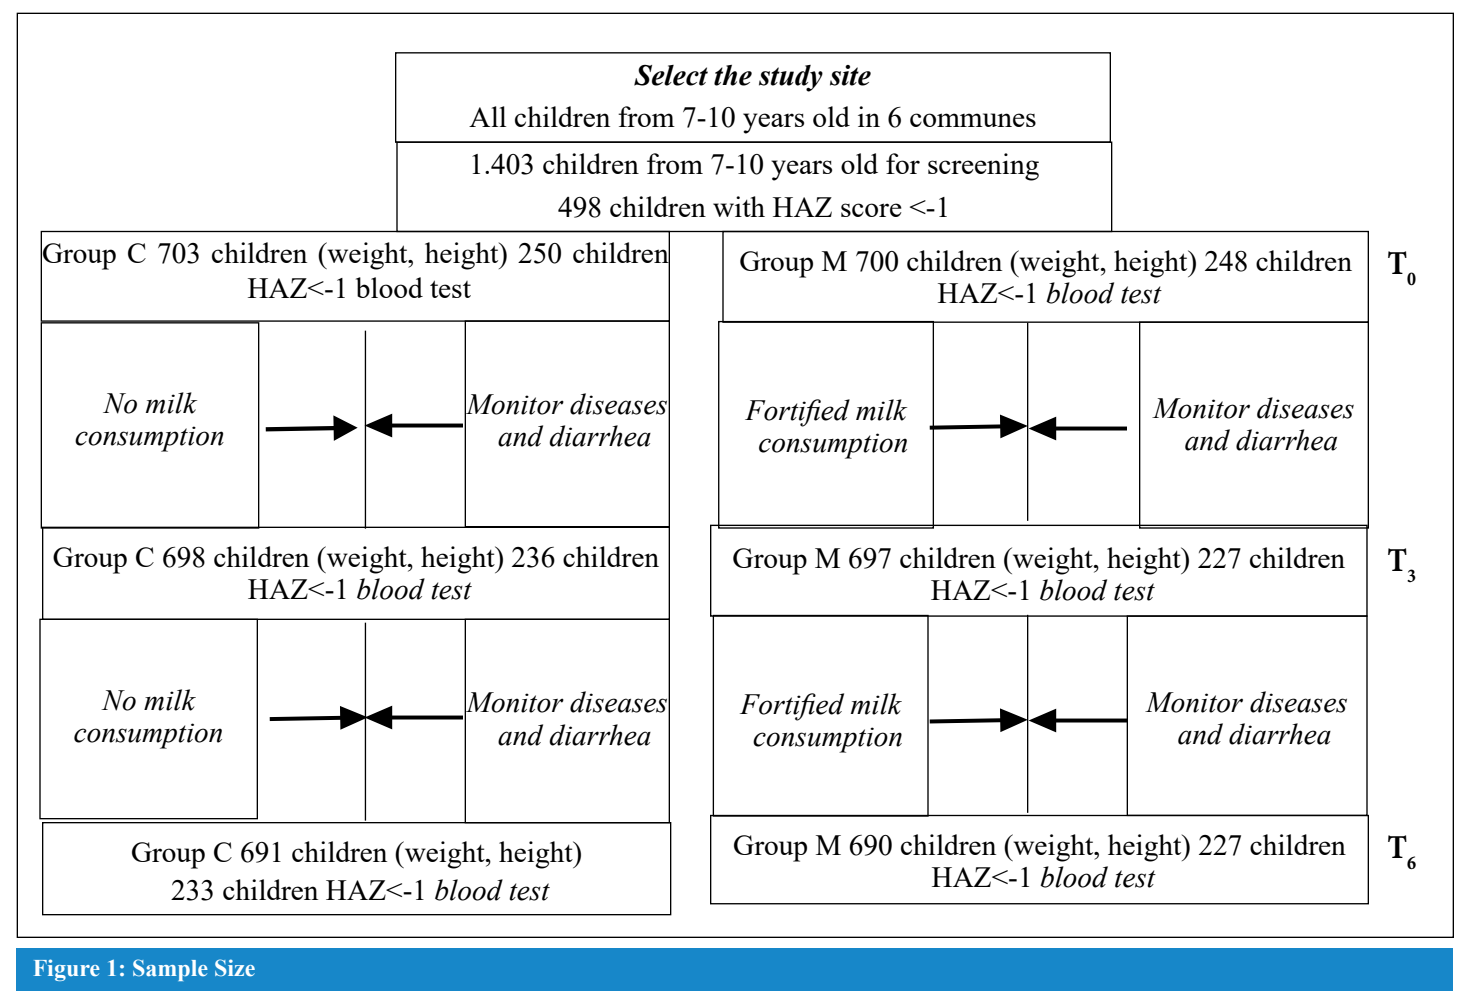 Select the study site
All children from 7-10 years old in 6 communes
1.403 children from 7-10 years old for screening
498 children with HAZ score <-1
Group C 703 children (weight, height) 250 children
HAZ<-1 blood test
Group M 700 children (weight, height) 248 children
HAZ<-1 blood test
T0
No milk
consumption
Monitor diseases
and diarrhea
Fortified milk
consumption
Monitor diseases
and diarrhea
Group C 698 children (weight, height) 236 children
HAZ<-1 blood test
Group M 697 children (weight, height) 227 children
HAZ<-1 blood test
T3
No milk
consumption
Monitor diseases
and diarrhea
Fortified milk
consumption
Monitor diseases
and diarrhea
Group C 691 children (weight, height)
233 children HAZ<-1 blood test
Group M 690 children (weight, height) 227 children
HAZ<-1 blood test
T6
Figure 1: Sample Size